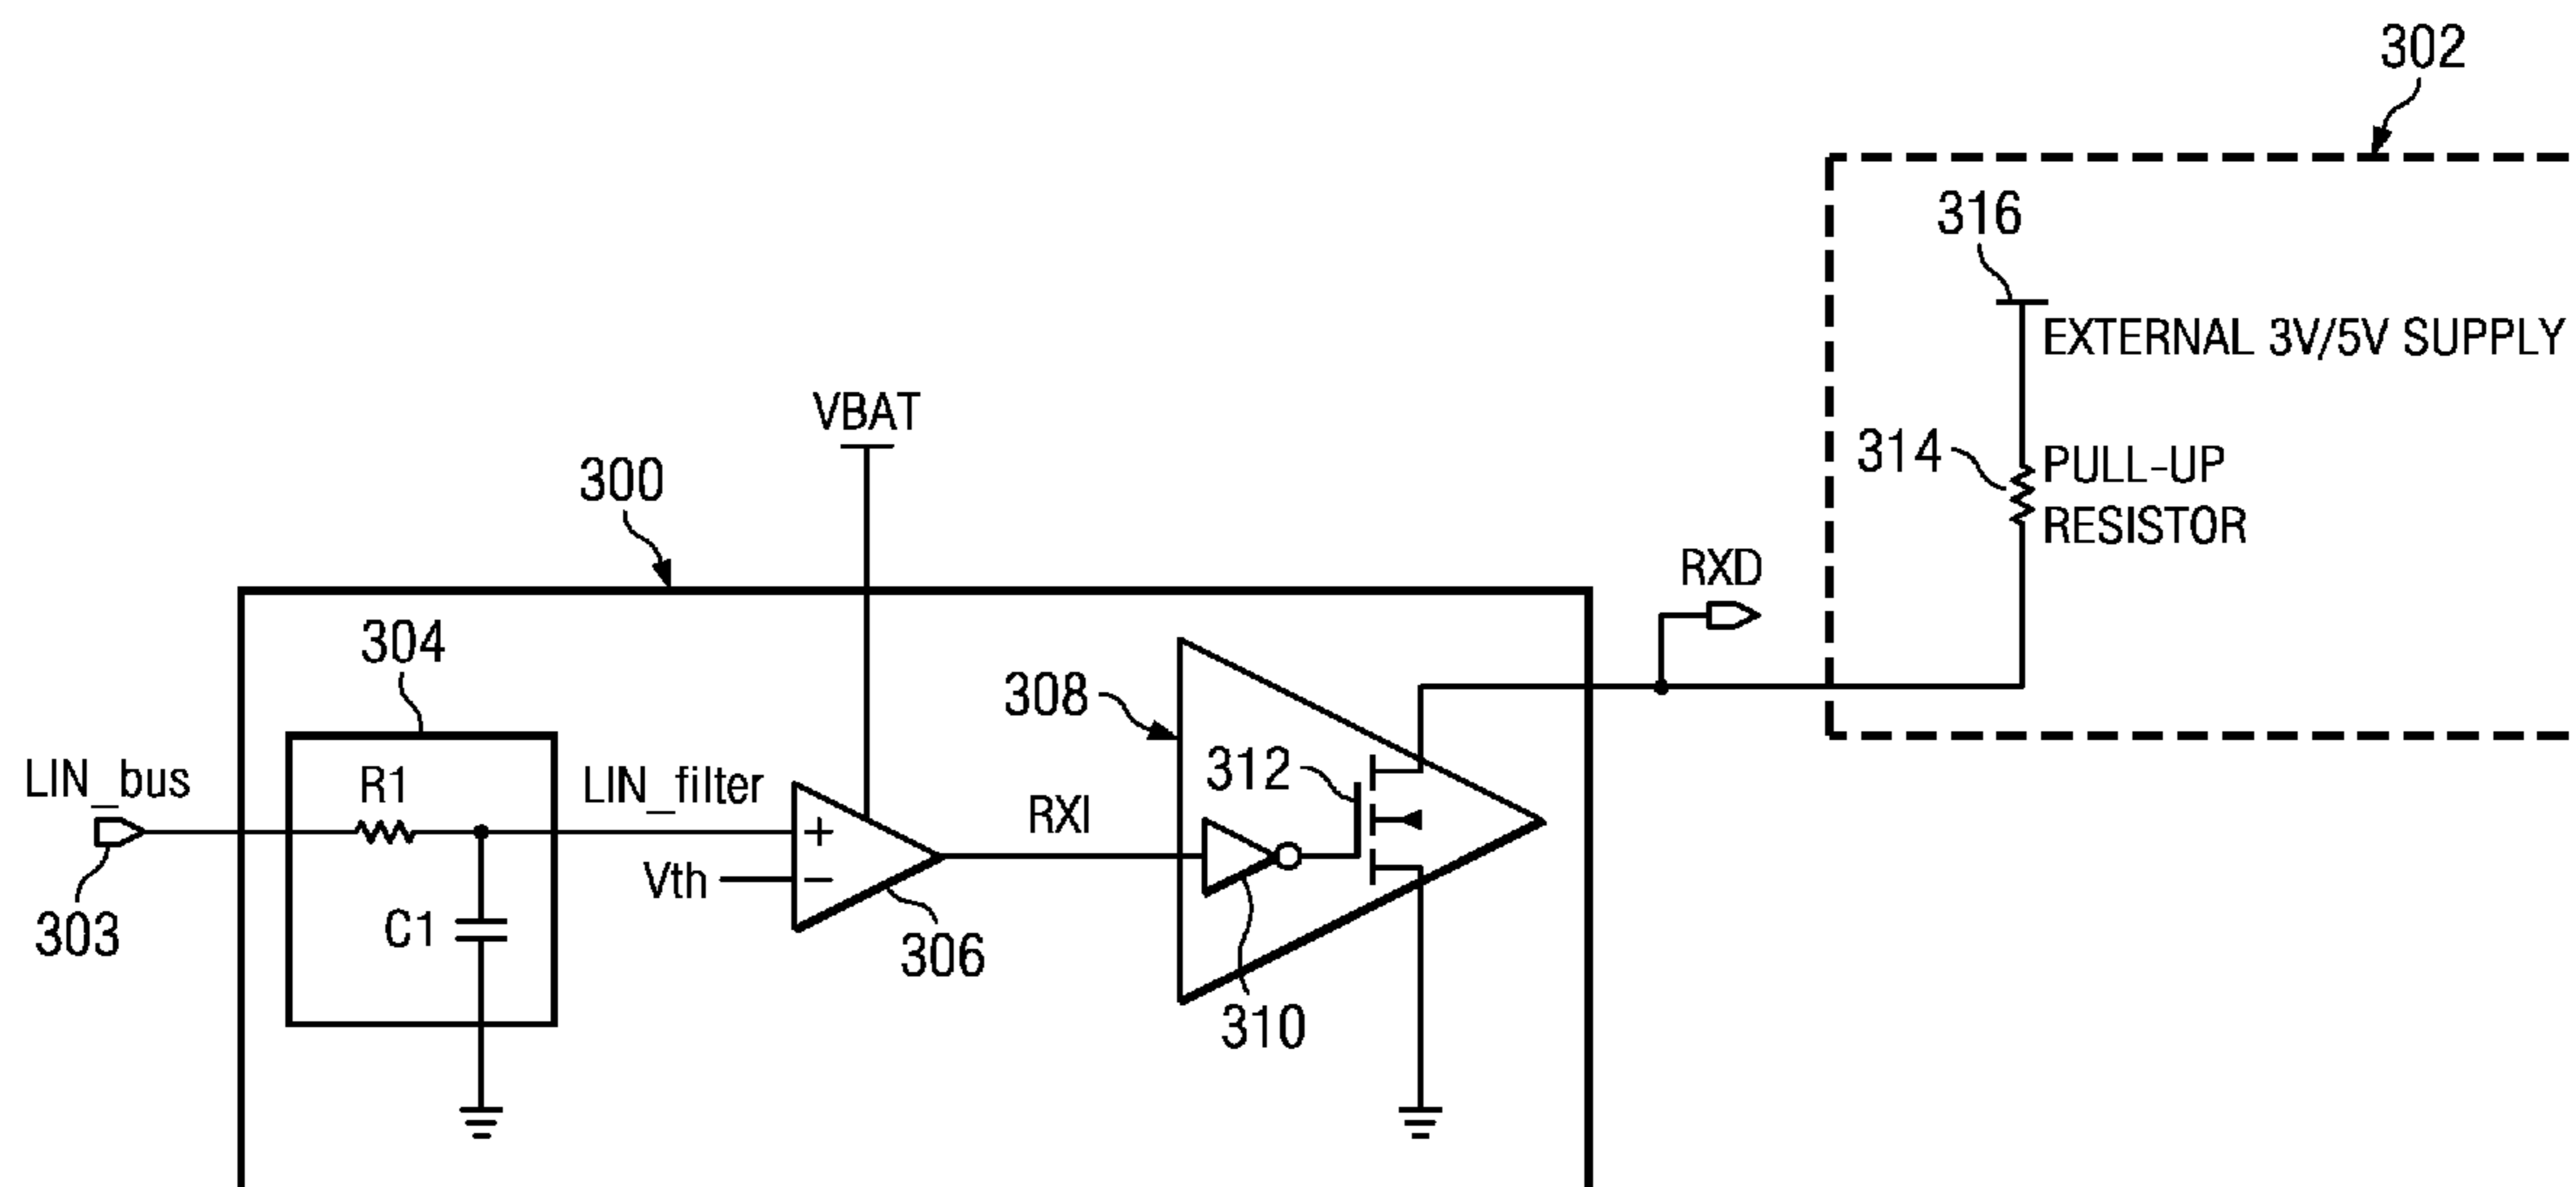 302
316
EXTERNAL 3V/5V SUPPLY
VBAT
314
PULL-UP
RESISTOR
300
RXD
304
308
LIN_bus
R1
LIN_filter
312
RXI
+
Vth
−
303
C1
306
310